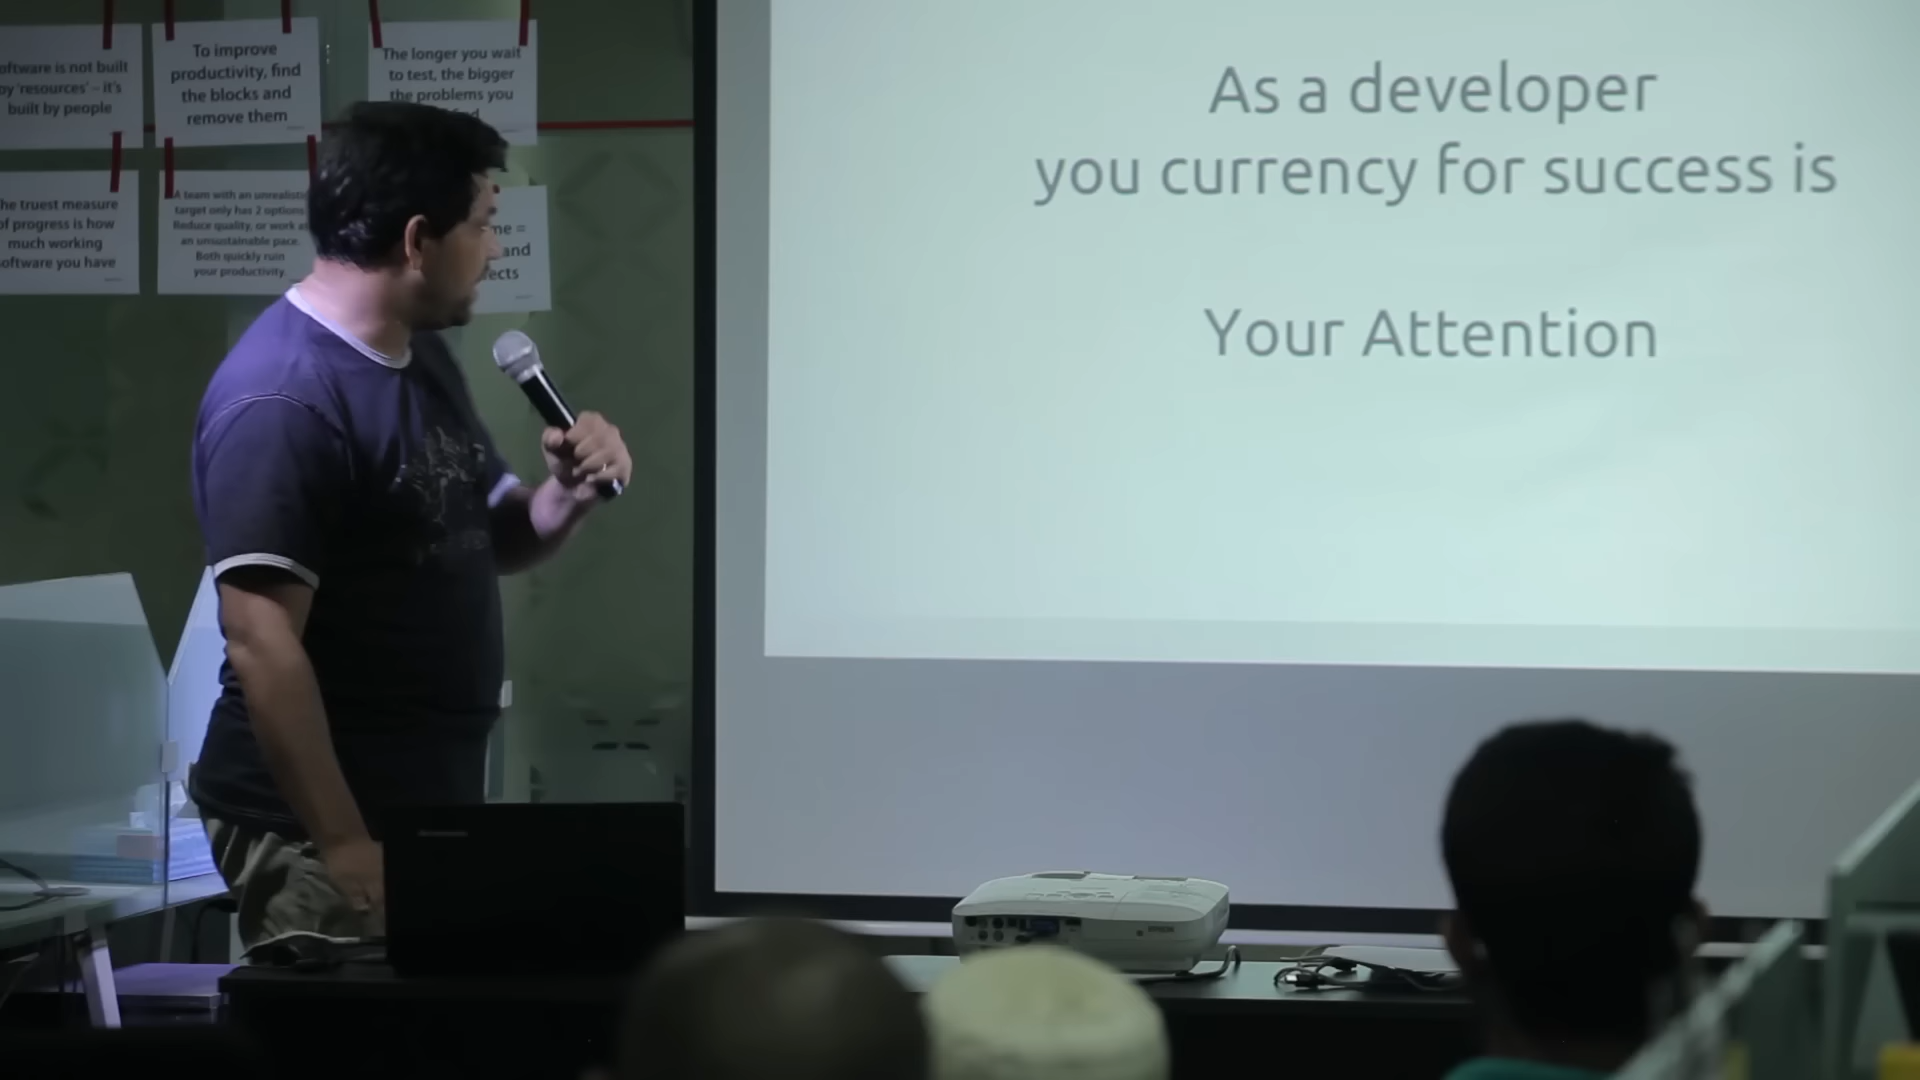 oftware is not built
by 'resources' – it's
built by people
To improve
productivity, find
the blocks and
remove them
The longer you wait
to test, the bigger
the problems you
he truest measure
of progress is how
much working
oftware you have
A team with an unrealistic
target only has 2 options
Reduce quality, or work at
an unsustainable pace.
Both quickly ruin
your productivity.
me =
and
fects
As a developer
you currency for success is
Your Attention